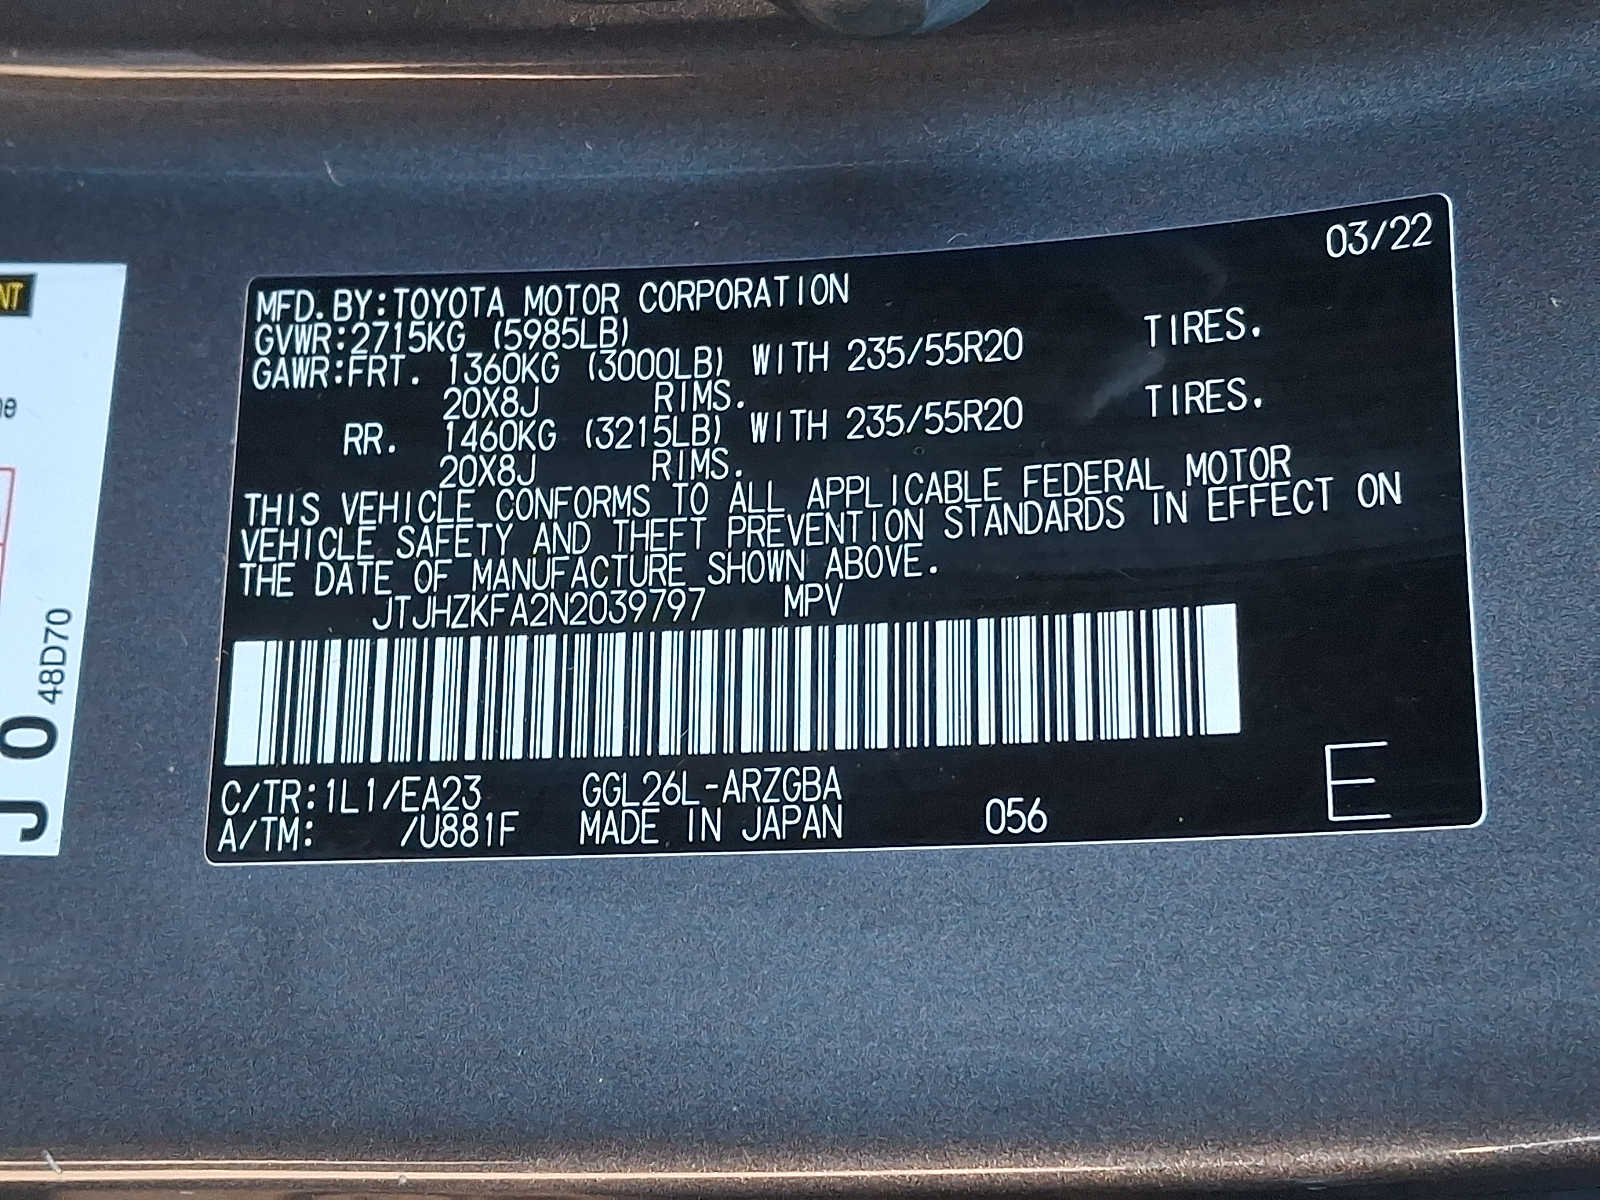 03/22
MFD.BY:TOYOTA MOTOR CORPORATION
GVWR:2715KG (5985LB)
GAWR:FRT. 1360KG (3000LB) WITH 235/55R20 TIRES.
20X8J RIMS.
RR. 1460KG (3215LB) WITH 235/55R20 TIRES.
20X8J RIMS.
THIS VEHICLE CONFORMS TO ALL APPLICABLE FEDERAL MOTOR
VEHICLE SAFETY AND THEFT PREVENTION STANDARDS IN EFFECT ON
THE DATE OF MANUFACTURE SHOWN ABOVE.
JTJHZKFA2N2039797 MPV
C/TR:1L1/EA23 GGL26L-ARZGBA
A/TM: /U881F MADE IN JAPAN 056
E
NT
J0
48D70